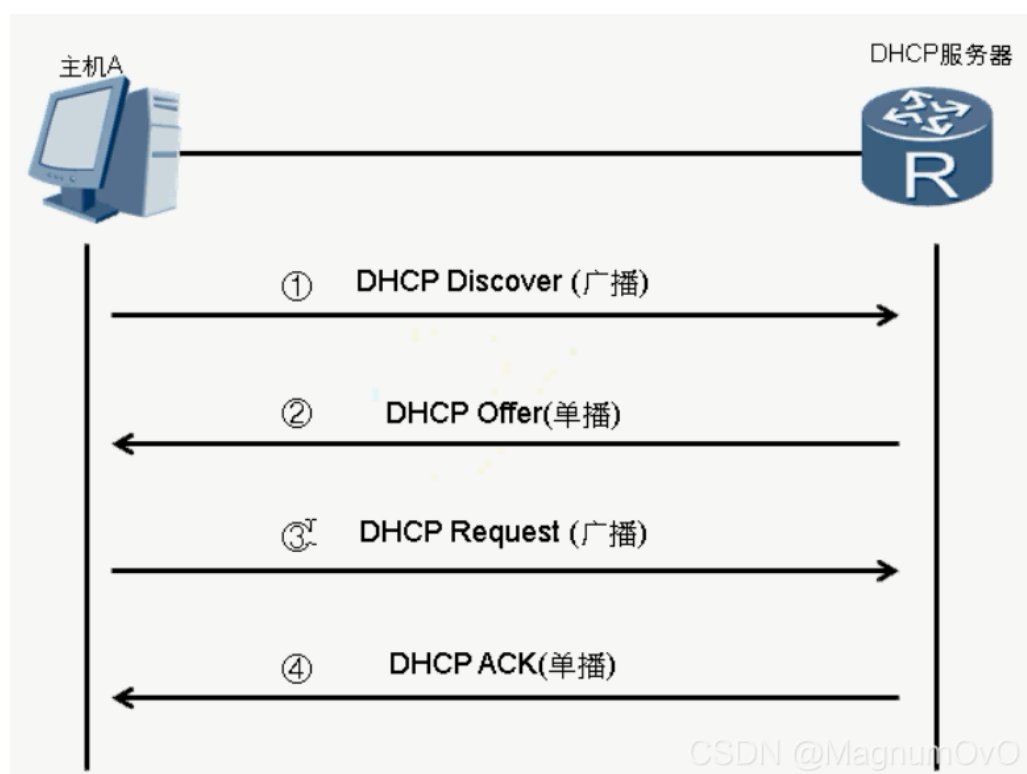 主机A
DHCP服务器
R
① DHCP Discover (广播)
② DHCP Offer(单播)
③ DHCP Request (广播)
④ DHCP ACK(单播)
CSDN @MagnumOvO